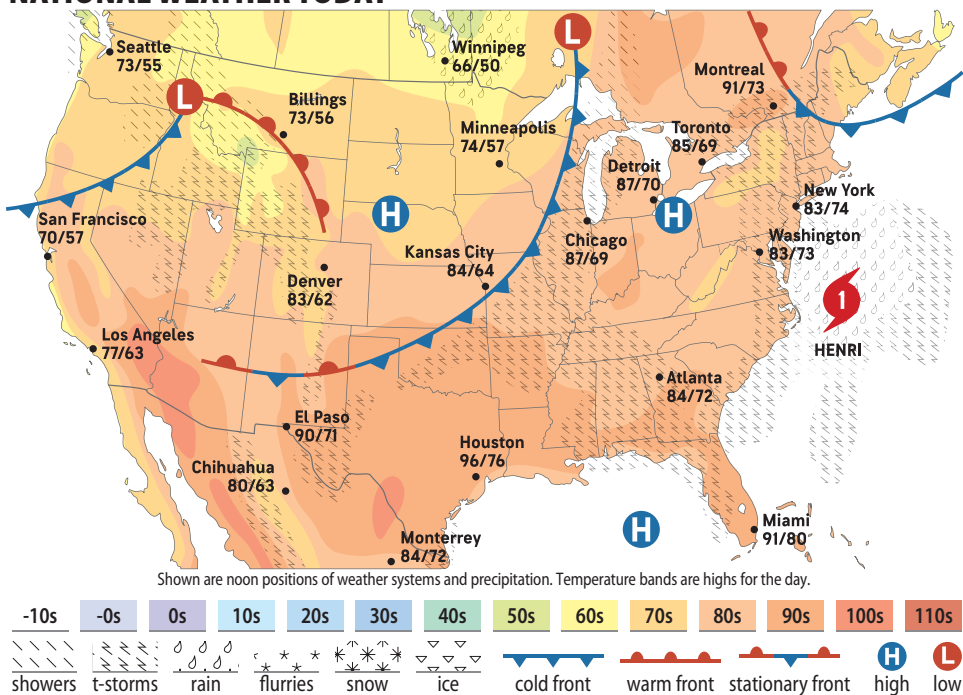 NATIONAL WEATHER TODAY
L
L
Seattle
73/55
Winnipeg
66/50
Billings
73/56
Montreal
91/73
Minneapolis
74/57
Toronto
85/69
Detroit
87/70
H
H
New York
83/74
San Francisco
70/57
Chicago
87/69
Washington
83/73
Kansas City
84/64
Denver
83/62
1
HENRI
Los Angeles
77/63
Atlanta
84/72
El Paso
90/71
Houston
96/76
Chihuahua
80/63
H
Miami
91/80
Monterrey
84/72
Shown are noon positions of weather systems and precipitation. Temperature bands are highs for the day.
-10s -0s 0s 10s 20s 30s 40s 50s 60s 70s 80s 90s 100s 110s
H L
showers t-storms rain flurries snow ice cold front warm front stationary front high low